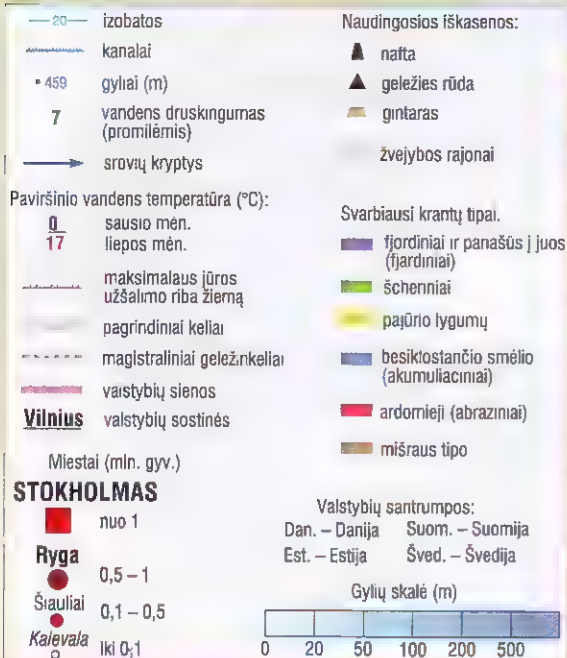 20 izobatos
kanalai
459 gyliai (m)
7 vandens druskingumas
(promilėmis)
srovių kryptys
Paviršinio vandens temperatūra (°C):
0 sausio mėn.
17 liepos mėn.
maksimalaus jūros
užšalimo riba žiemą
pagrindiniai keliai
magistraliniai geležinkeliai
valstybių sienos
Vilnius valstybių sostinės
Miestai (mln. gyv.)
STOKHOLMAS
nuo 1
Ryga
0,5 – 1
Šiauliai
0,1 – 0,5
Kalevala
iki 0,1
Naudingosios iškasenos:
nafta
geležies rūda
gintaras
žvejybos rajonai
Svarbiausi krantų tipai.
fjordiniai ir panašūs į juos
(fjardiniai)
šcheriniai
pajūrio lygumų
besiklostančio smėlio
(akumuliaciniai)
ardomieji (abraziniai)
mišraus tipo
Valstybių santrumpos:
Dan. – Danija Suom. – Suomija
Est. – Estija Šved. – Švedija
Gylių skalė (m)
0 20 50 100 200 500